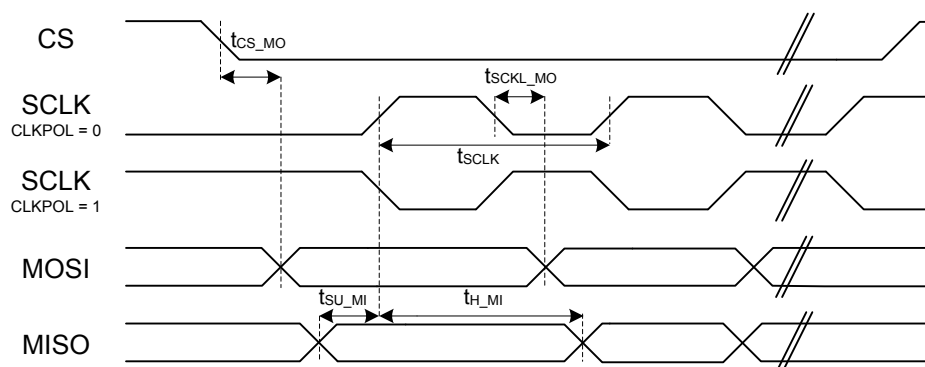 CS
tCS_MO
tSCKL_MO
SCLK
CLKPOL = 0
tSCLK
SCLK
CLKPOL = 1
MOSI
tSU_MI
tH_MI
MISO